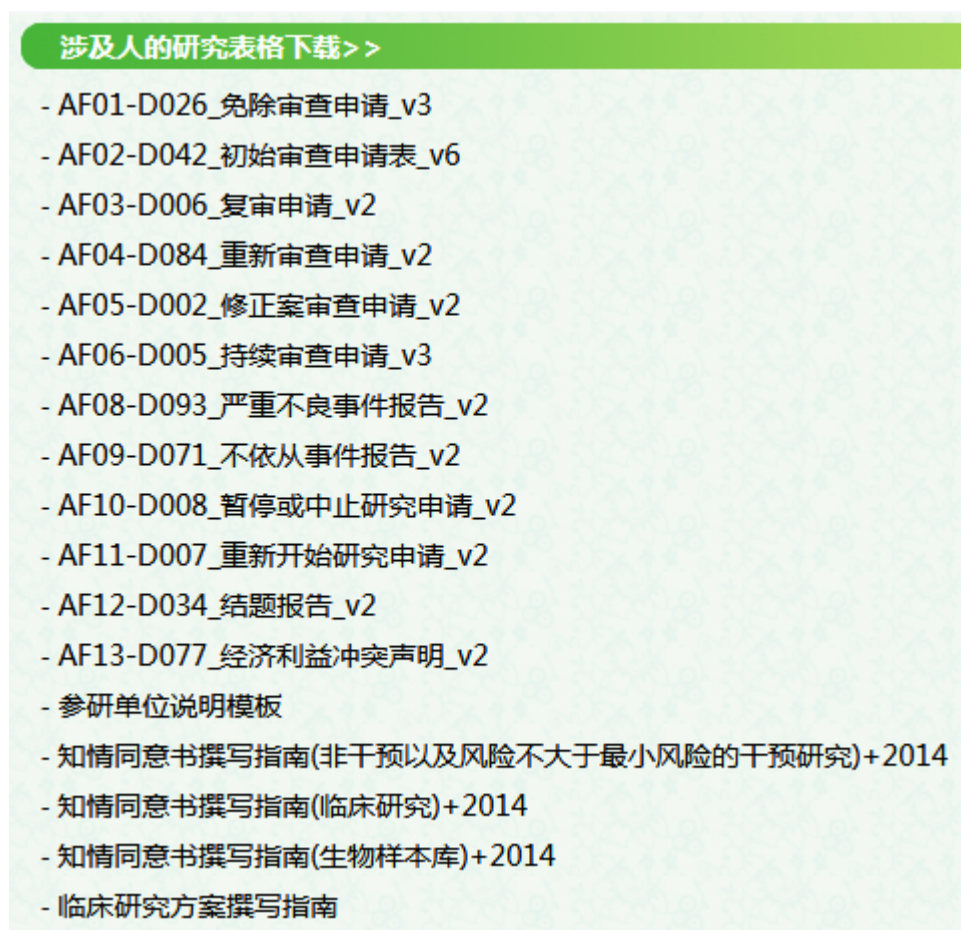 涉及人的研究表格下载>>
- AF01-D026_免除审查申请_v3
- AF02-D042_初始审查申请表_v6
- AF03-D006_复审申请_v2
- AF04-D084_重新审查申请_v2
- AF05-D002_修正案审查申请_v2
- AF06-D005_持续审查申请_v3
- AF08-D093_严重不良事件报告_v2
- AF09-D071_不依从事件报告_v2
- AF10-D008_暂停或中止研究申请_v2
- AF11-D007_重新开始研究申请_v2
- AF12-D034_结题报告_v2
- AF13-D077_经济利益冲突声明_v2
- 参研单位说明模板
- 知情同意书撰写指南(非干预以及风险不大于最小风险的干预研究)+2014
- 知情同意书撰写指南(临床研究)+2014
- 知情同意书撰写指南(生物样本库)+2014
- 临床研究方案撰写指南